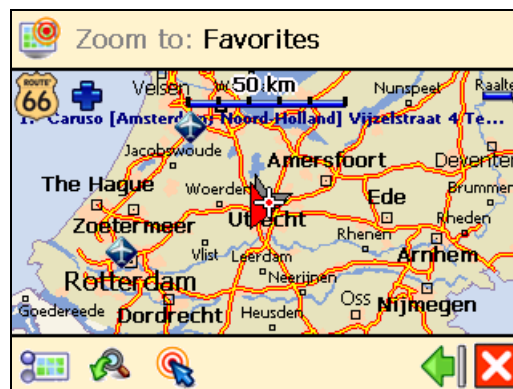 Zoom to: Favorites
ROUTE
66
Velsen
50 km
Nunspeet
Raalte
1. Caruso [Amsterdam Noord-Holland] Vijzelstraat 4 Te...
Jacobswoude
Amersfoort
Deventer
The Hague
Woerden
Ede
Brummen
Zoetermeer
Utrecht
Rheden
Rhenen
Vlist
Leerdam
Arnhem
Rotterdam
Neerijnen
Oss
Nijmegen
Goedereede
Dordrecht
Heusden